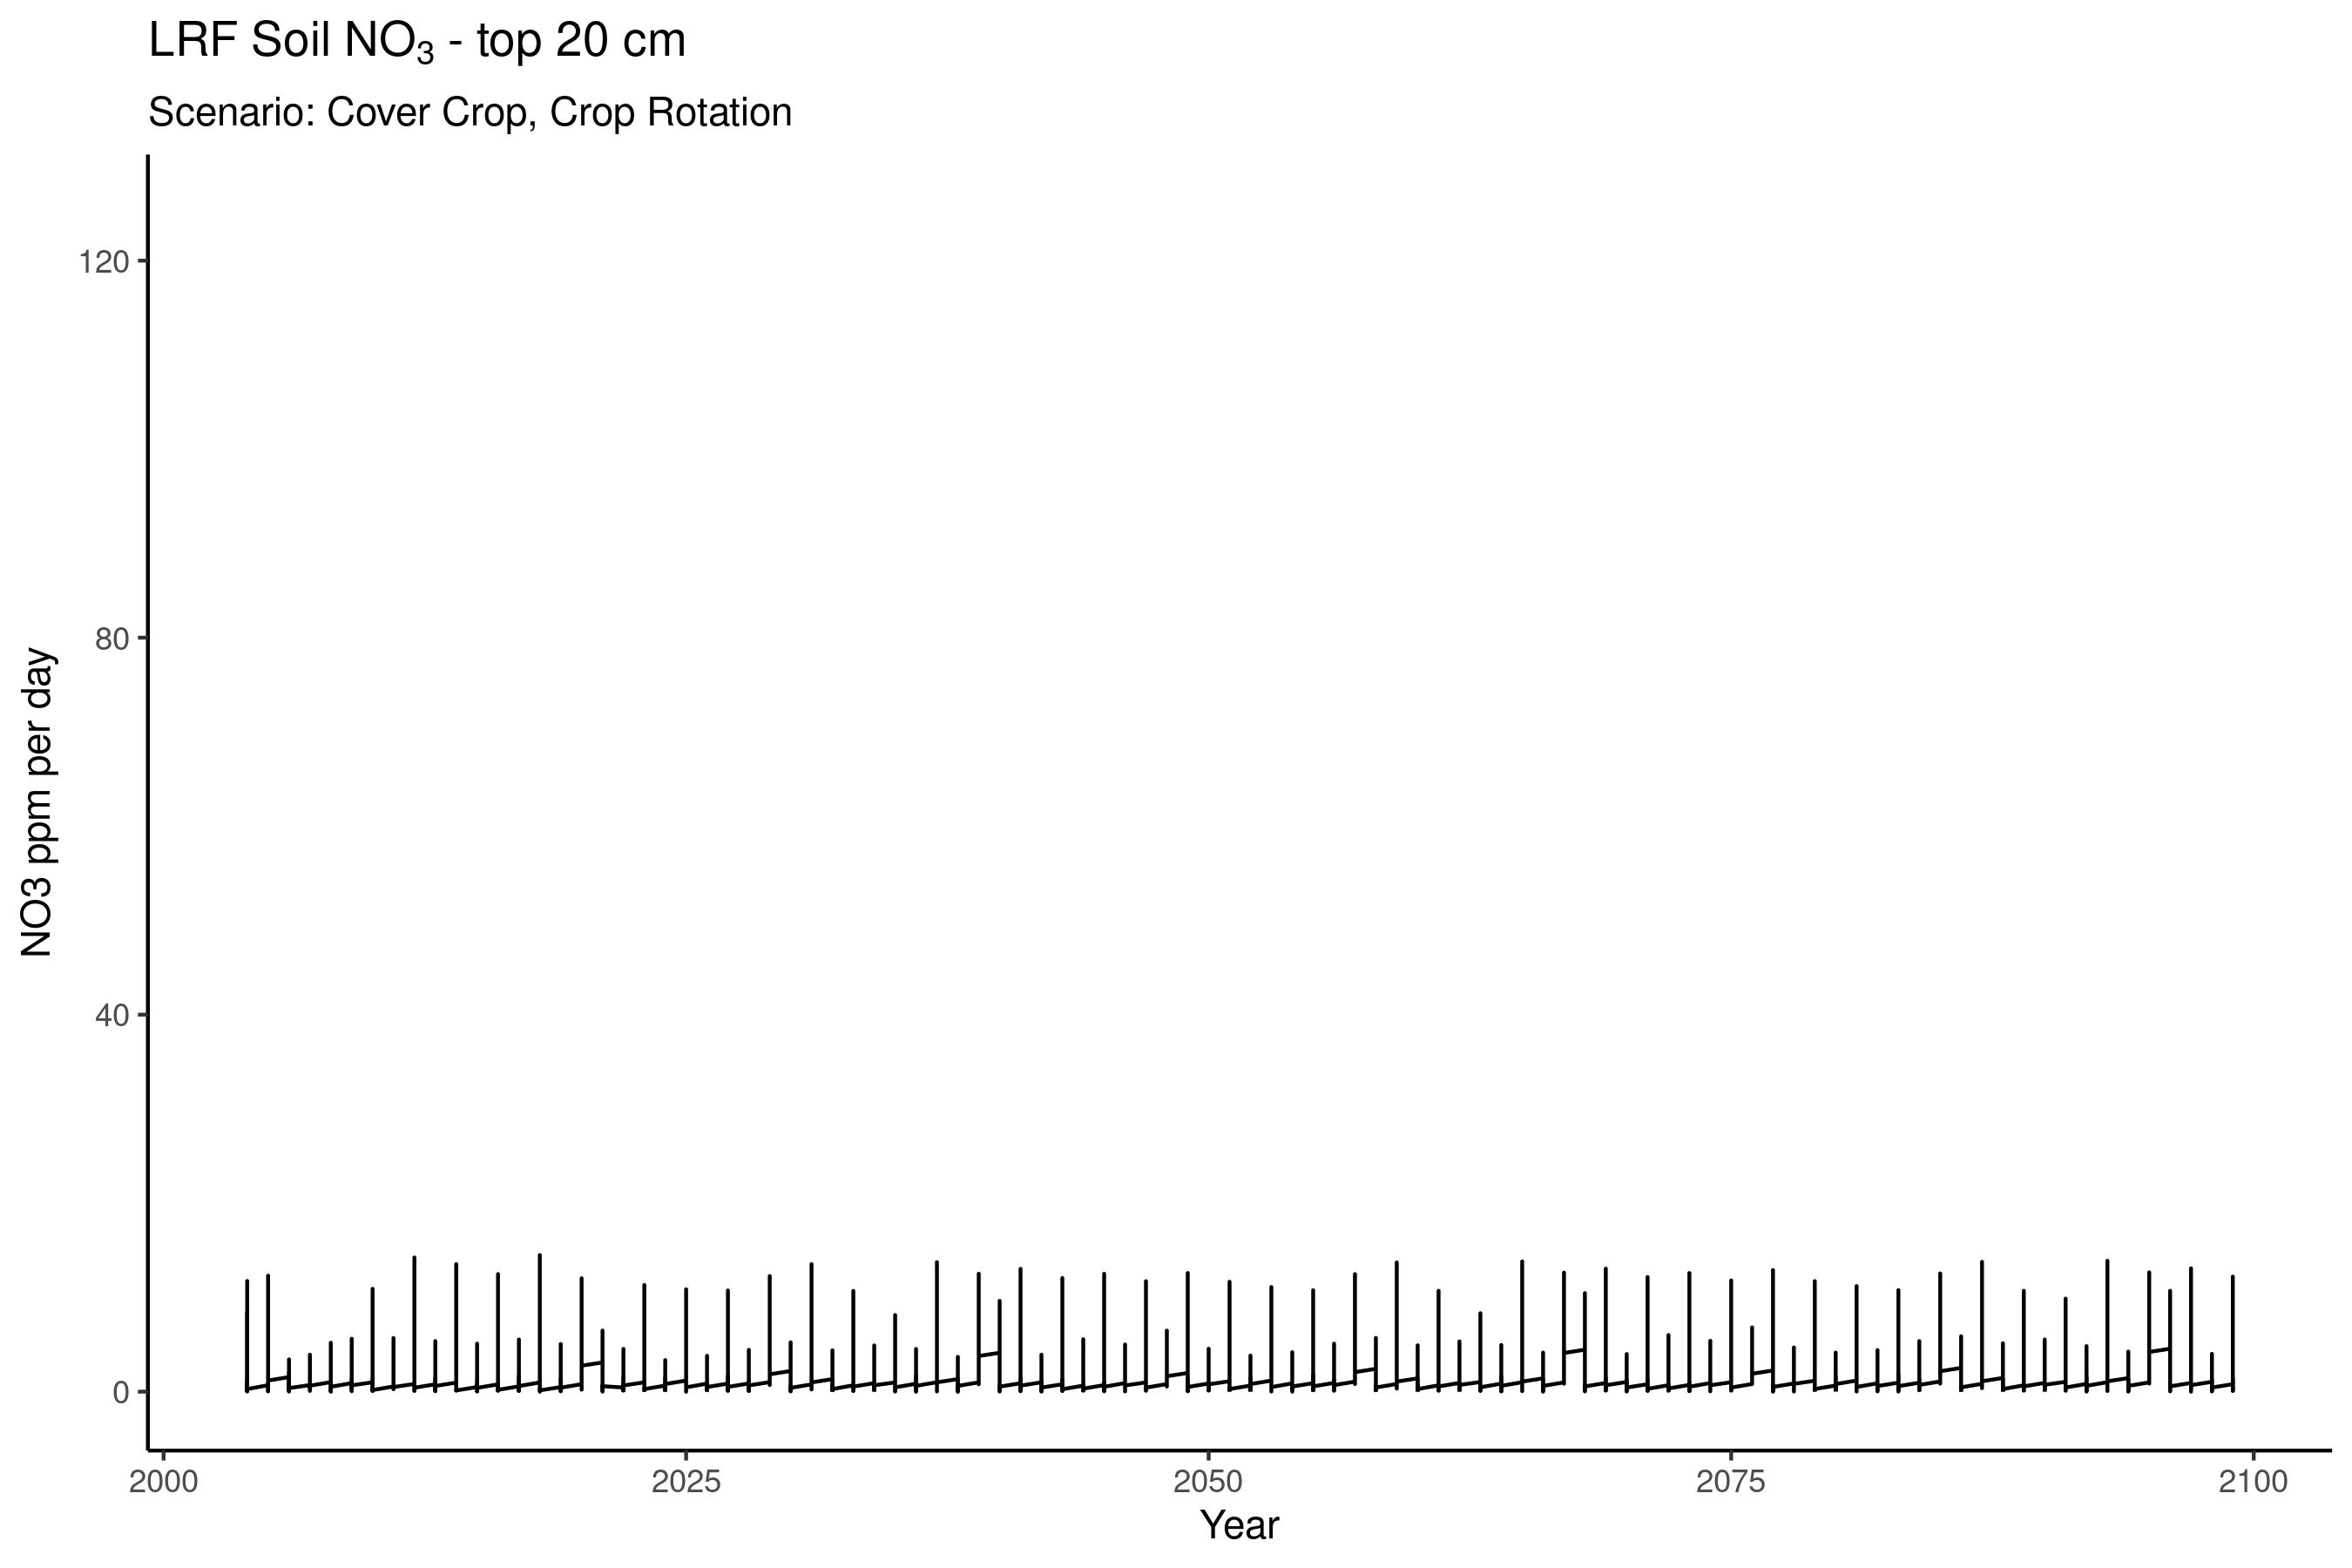 LRF Soil NO₃ - top 20 cm
Scenario: Cover Crop, Crop Rotation
NO3 ppm per day
120
80
40
0
2000 2025 2050 2075 2100
Year